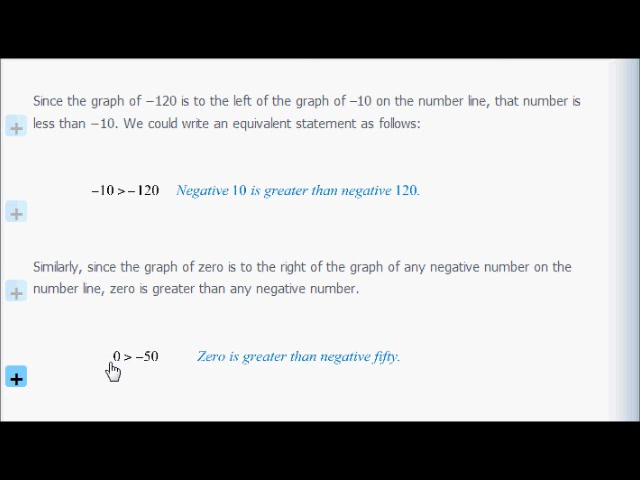 Since the graph of −120 is to the left of the graph of –10 on the number line, that number is
less than −10. We could write an equivalent statement as follows:
−10 > −120 Negative 10 is greater than negative 120.
Similarly, since the graph of zero is to the right of the graph of any negative number on the
number line, zero is greater than any negative number.
0 > −50 Zero is greater than negative fifty.